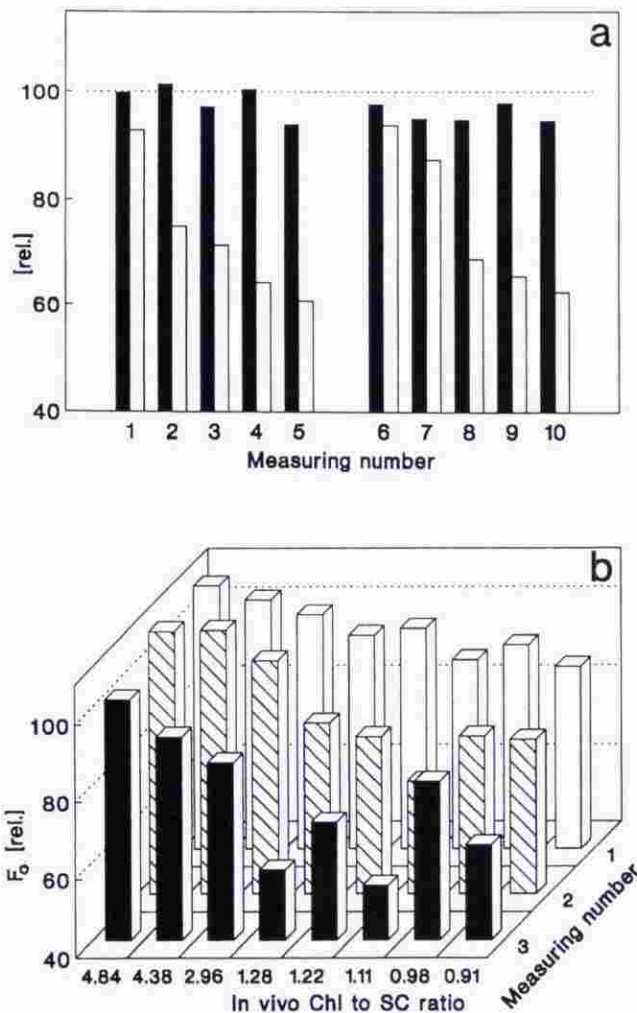 a
100
80
[rel.]
60
40
1 2 3 4 5 6 7 8 9 10
Measuring number
b
100
80
F₀ [rel.]
60
40
1
2
3
Measuring number
4.84 4.38 2.96 1.28 1.22 1.11 0.98 0.91
In vivo Chl to SC ratio